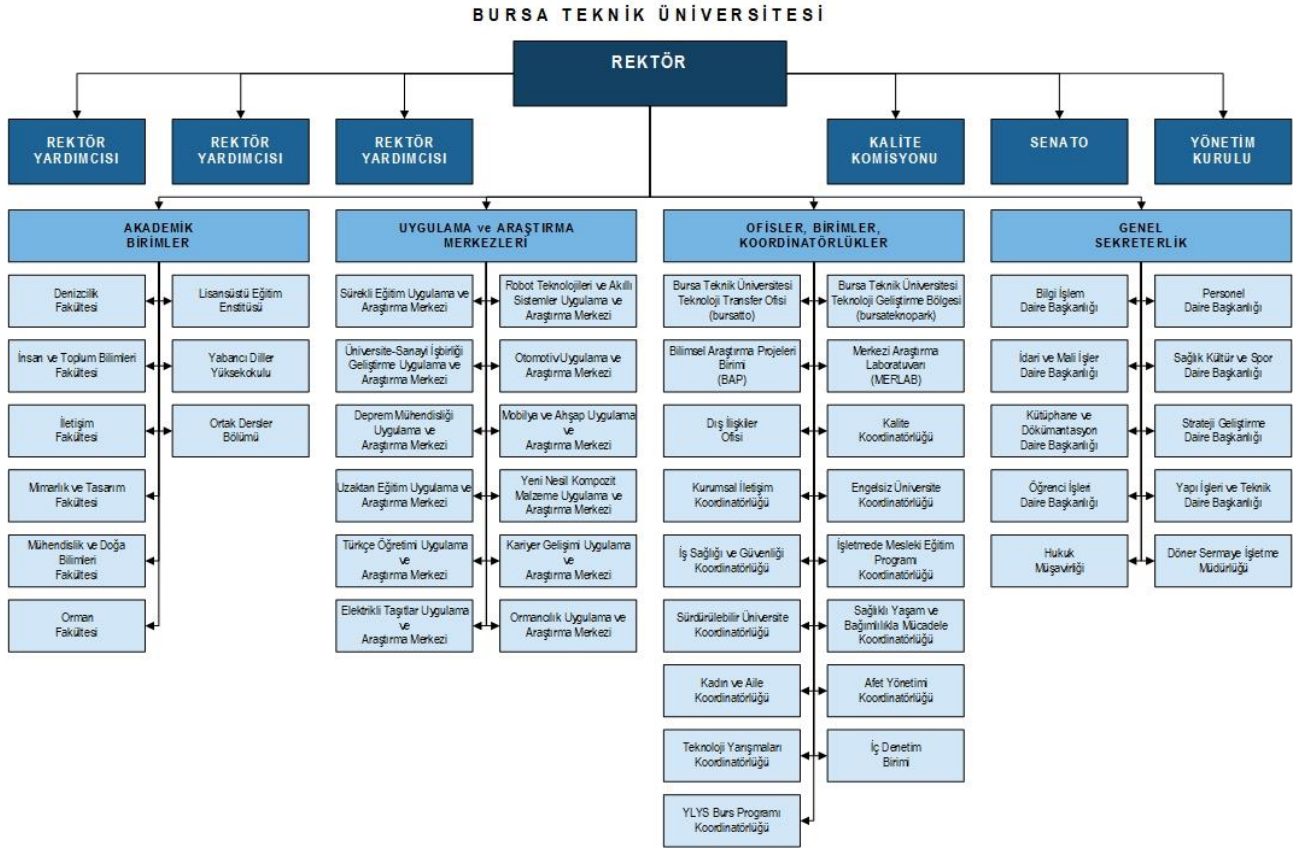 BURSA TEKNİK ÜNİVERSİTESİ
REKTÖR
REKTÖR
YARDIMCISI
REKTÖR
YARDIMCISI
REKTÖR
YARDIMCISI
KALİTE
KOMİSYONU
SENATO
YÖNETİM
KURULU
AKADEMİK
BİRİMLER
Denizcilik
Fakültesi
Lisansüstü Eğitim
Enstitüsü
İnsan ve Toplum Bilimleri
Fakültesi
Yabancı Diller
Yüksekokulu
İletişim
Fakültesi
Ortak Dersler
Bölümü
Mimarlık ve Tasarım
Fakültesi
Mühendislik ve Doğa
Bilimleri
Fakültesi
Orman
Fakültesi
UYGULAMA ve ARAŞTIRMA
MERKEZLERİ
Sürekli Eğitim Uygulama ve
Araştırma Merkezi
Robot Teknolojileri ve Akıllı
Sistemler Uygulama ve
Araştırma Merkezi
Üniversite-Sanayi İşbirliği
Geliştirme Uygulama ve
Araştırma Merkezi
OtomotivUygulama ve
Araştırma Merkezi
Deprem Mühendisliği
Uygulama ve
Araştırma Merkezi
Mobilya ve Ahşap Uygulama
ve
Araştırma Merkezi
Uzaktan Eğitim Uygulama ve
Araştırma Merkezi
Yeni Nesil Kompozit
Malzeme Uygulama ve
Araştırma Merkezi
Türkçe Öğretimi Uygulama
ve
Araştırma Merkezi
Kariyer Gelişimi Uygulama
ve
Araştırma Merkezi
Elektrikli Taşıtlar Uygulama
ve
Araştırma Merkezi
Ormancılık Uygulama ve
Araştırma Merkezi
OFİSLER, BİRİMLER,
KOORDİNATÖRLÜKLER
Bursa Teknik Üniversitesi
Teknoloji Transfer Ofisi
(bursatto)
Bursa Teknik Üniversitesi
Teknoloji Geliştirme Bölgesi
(bursateknopark)
Bilimsel Araştırma Projeleri
Birimi
(BAP)
Merkezi Araştırma
Laboratuvarı
(MERLAB)
Dış İlişkiler
Ofisi
Kalite
Koordinatörlüğü
Kurumsal İletişim
Koordinatörlüğü
Engelsiz Üniversite
Koordinatörlüğü
İş Sağlığı ve Güvenliği
Koordinatörlüğü
İşletmede Mesleki Eğitim
Programı
Koordinatörlüğü
Sürdürülebilir Üniversite
Koordinatörlüğü
Sağlıklı Yaşam ve
Bağımlılıkla Mücadele
Koordinatörlüğü
Kadın ve Aile
Koordinatörlüğü
Afet Yönetimi
Koordinatörlüğü
Teknoloji Yarışmaları
Koordinatörlüğü
İç Denetim
Birimi
YLYS Burs Programı
Koordinatörlüğü
GENEL
SEKRETERLİK
Bilgi İşlem
Daire Başkanlığı
Personel
Daire Başkanlığı
İdari ve Mali İşler
Daire Başkanlığı
Sağlık Kültür ve Spor
Daire Başkanlığı
Kütüphane ve
Dökümantasyon
Daire Başkanlığı
Strateji Geliştirme
Daire Başkanlığı
Öğrenci İşleri
Daire Başkanlığı
Yapı İşleri ve Teknik
Daire Başkanlığı
Hukuk
Müşavirliği
Döner Sermaye İşletme
Müdürlüğü